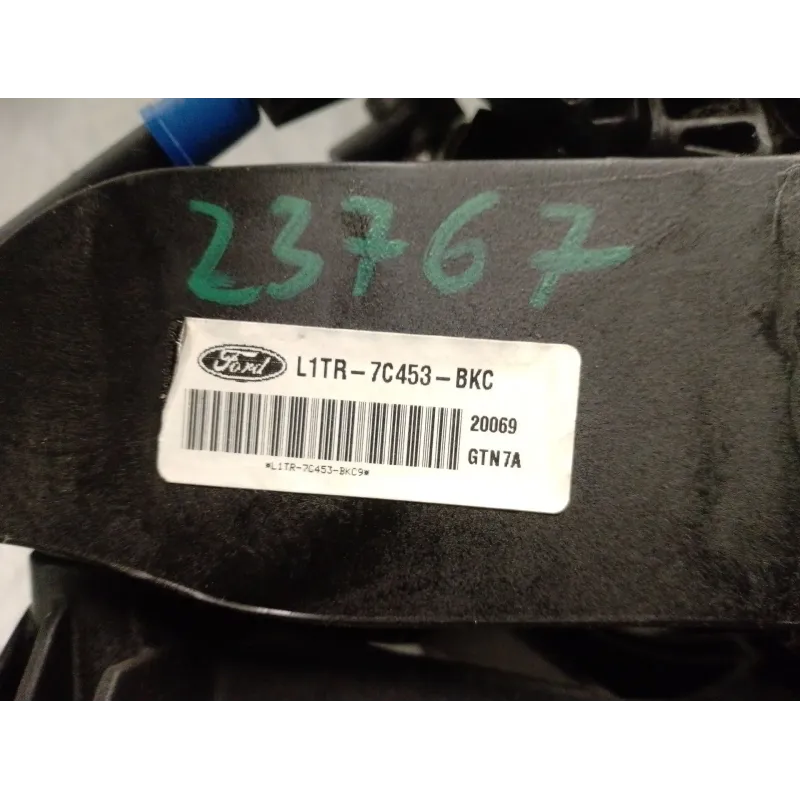 23767
Ford L1TR-7C453-BKC
20069
GTN7A
*L1TR-7C453-BKC9*